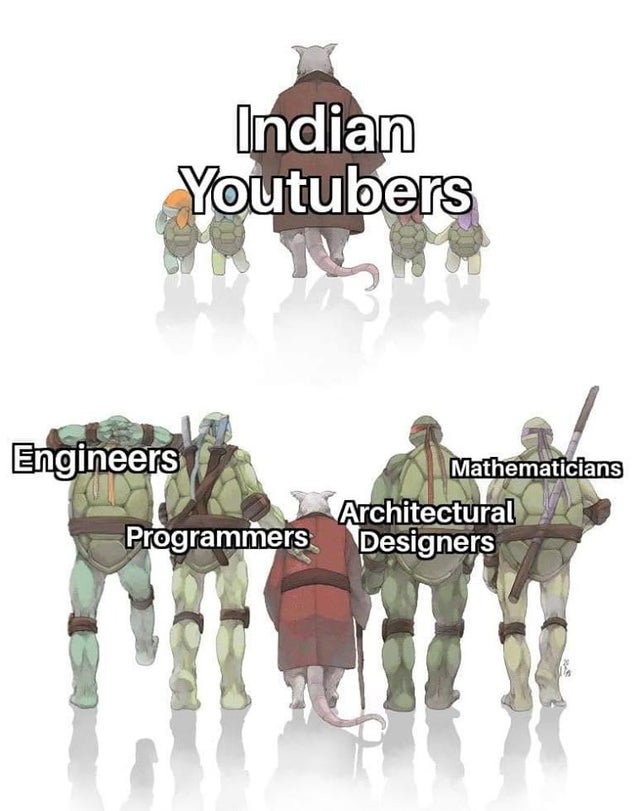 Indian
Youtubers
Engineers
Mathematicians
Architectural
Designers
Programmers